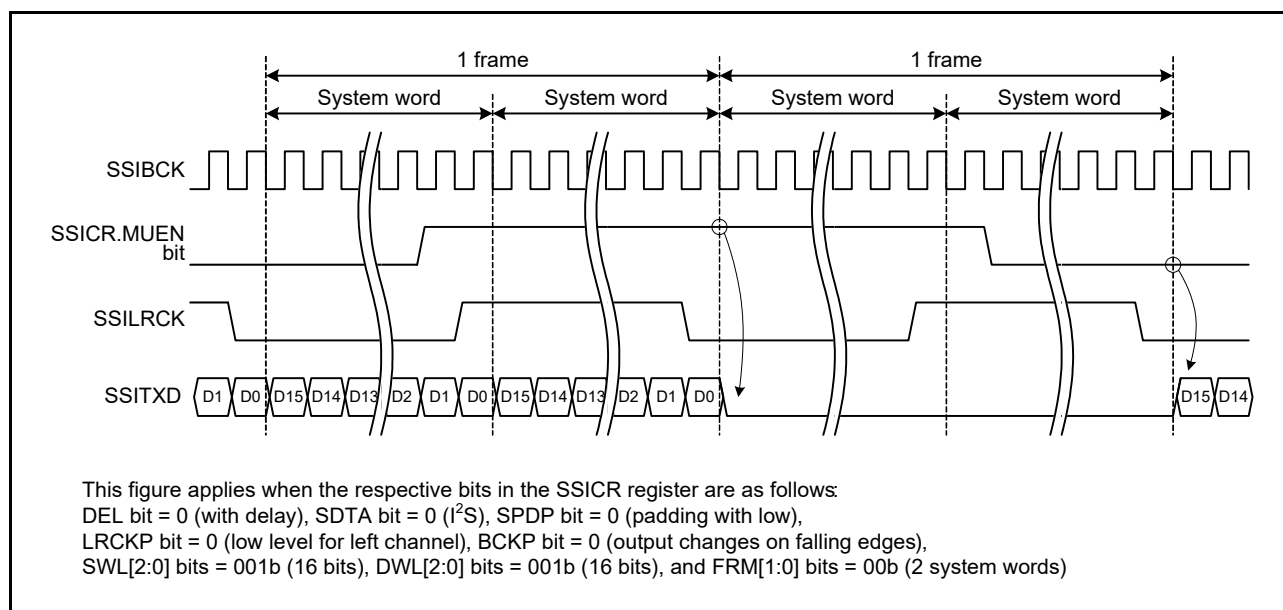 1 frame 1 frame
System word System word System word System word
SSIBCK
SSICR.MUEN
bit
SSILRCK
SSITXD D1 D0 D15 D14 D13 D2 D1 D0 D15 D14 D13 D2 D1 D0 D15 D14
This figure applies when the respective bits in the SSICR register are as follows:
DEL bit = 0 (with delay), SDTA bit = 0 (I²S), SPDP bit = 0 (padding with low),
LRCKP bit = 0 (low level for left channel), BCKP bit = 0 (output changes on falling edges),
SWL[2:0] bits = 001b (16 bits), DWL[2:0] bits = 001b (16 bits), and FRM[1:0] bits = 00b (2 system words)